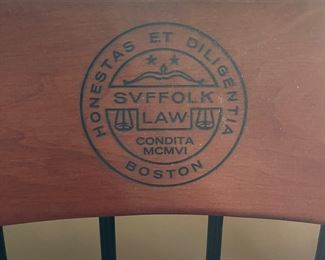 HONESTAS ET DILIGENTIA
SVFFOLK
LAW
CONDITA
MCMVI
BOSTON